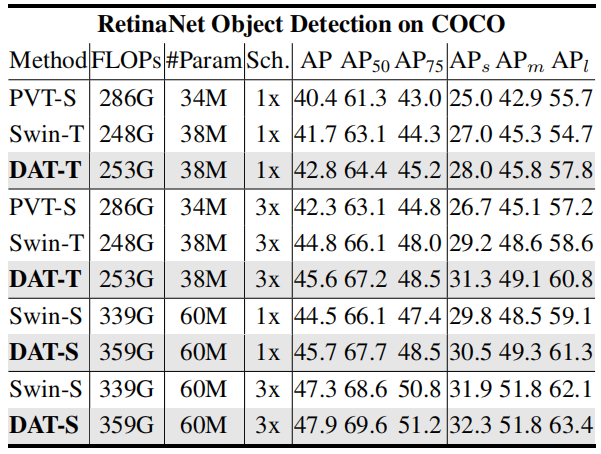 RetinaNet Object Detection on COCO
Method FLOPs #Param Sch. AP AP50 AP75 APs APm APl
PVT-S 286G 34M 1x 40.4 61.3 43.0 25.0 42.9 55.7
Swin-T 248G 38M 1x 41.7 63.1 44.3 27.0 45.3 54.7
DAT-T 253G 38M 1x 42.8 64.4 45.2 28.0 45.8 57.8
PVT-S 286G 34M 3x 42.3 63.1 44.8 26.7 45.1 57.2
Swin-T 248G 38M 3x 44.8 66.1 48.0 29.2 48.6 58.6
DAT-T 253G 38M 3x 45.6 67.2 48.5 31.3 49.1 60.8
Swin-S 339G 60M 1x 44.5 66.1 47.4 29.8 48.5 59.1
DAT-S 359G 60M 1x 45.7 67.7 48.5 30.5 49.3 61.3
Swin-S 339G 60M 3x 47.3 68.6 50.8 31.9 51.8 62.1
DAT-S 359G 60M 3x 47.9 69.6 51.2 32.3 51.8 63.4